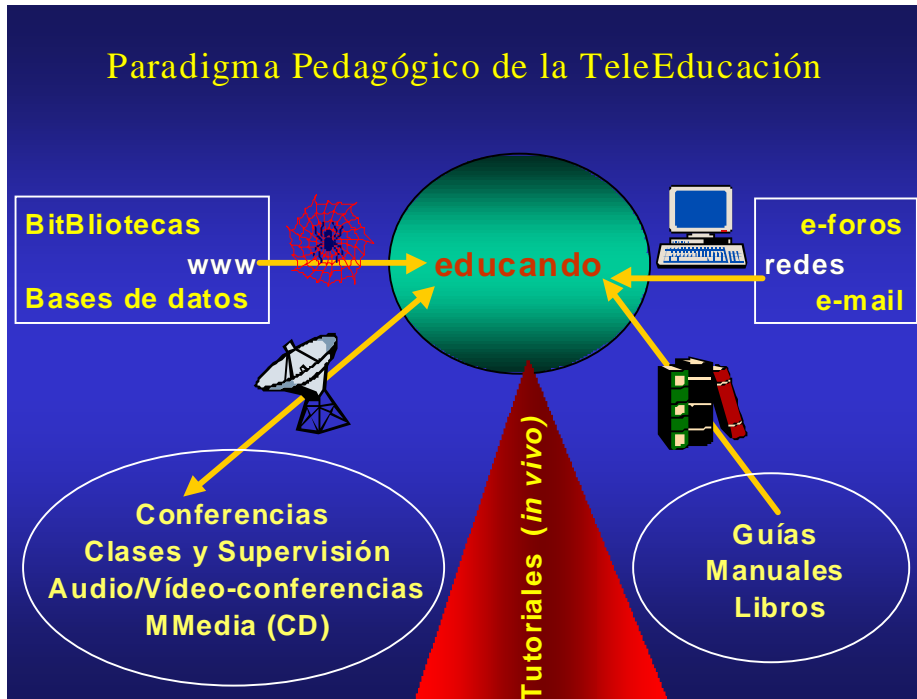 Paradigma Pedagógico de la TeleEducación
BitBliotecas
www
Bases de datos
educando
e-foros
redes
e-mail
Conferencias
Clases y Supervisión
Audio/Vídeo-conferencias
MMedia (CD)
Tutoriales (in vivo)
Guías
Manuales
Libros